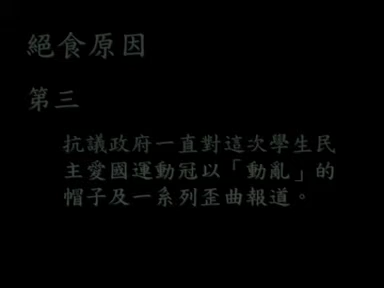 絕食原因
第三
抗議政府一直對這次學生民
主愛國運動冠以「動亂」的
帽子及一系列歪曲報道。